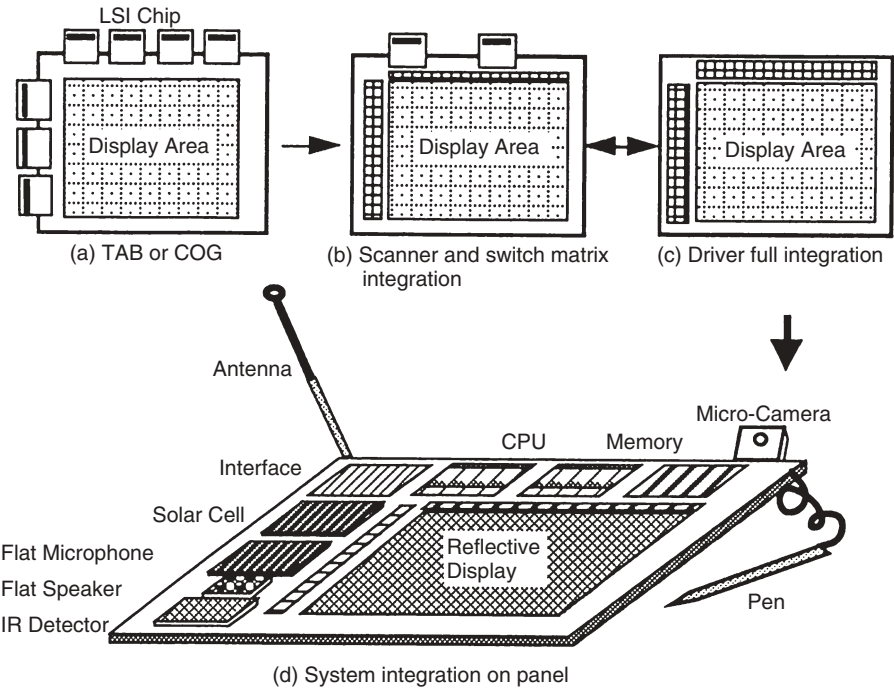 LSI Chip
Display Area
Display Area
Display Area
(a) TAB or COG
(b) Scanner and switch matrix
integration
(c) Driver full integration
Antenna
Micro-Camera
CPU
Memory
Interface
Solar Cell
Flat Microphone
Reflective
Display
Flat Speaker
Pen
IR Detector
(d) System integration on panel